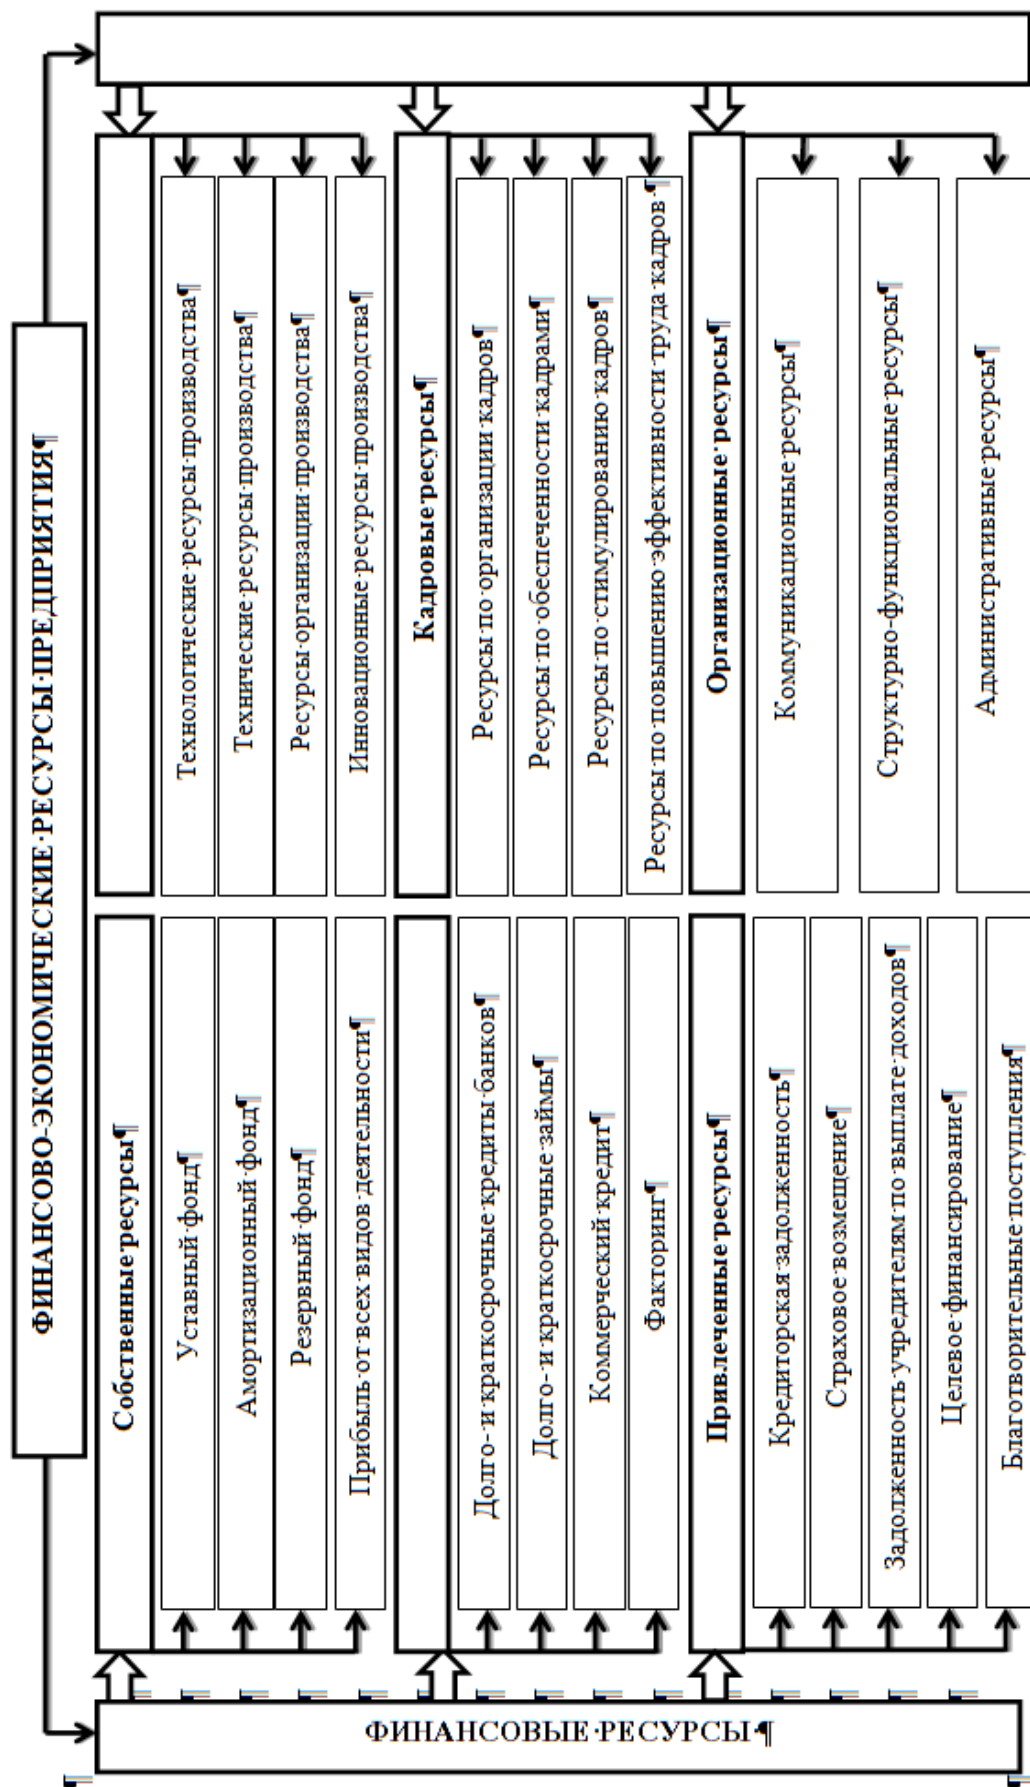 ФИНАНСОВО-ЭКОНОМИЧЕСКИЕ·РЕСУРСЫ·ПРЕДПРИЯТИЯ¶
ФИНАНСОВЫЕ·РЕСУРСЫ·¶
Собственные·ресурсы¶
Уставный·фонд¶
Амортизационный·фонд¶
Резервный·фонд¶
Прибыль·от·всех·видов·деятельности¶
Долго-·и·краткосрочные·кредиты·банков¶
Долго-·и·краткосрочные·займы¶
Коммерческий·кредит¶
Факторинг¶
Привлеченные·ресурсы¶
Кредиторская·задолженность¶
Страховое·возмещение¶
Задолженность·учредителям·по·выплате·доходов¶
Целевое·финансирование¶
Благотворительные·поступления¶
Технологические·ресурсы·производства¶
Технические·ресурсы·производства¶
Ресурсы·организации·производства¶
Инновационные·ресурсы·производства¶
Кадровые·ресурсы¶
Ресурсы·по·организации·кадров¶
Ресурсы·по·обеспеченности·кадрами¶
Ресурсы·по·стимулированию·кадров¶
Ресурсы·по·повышению·эффективности·труда·кадров·¶
Организационные·ресурсы¶
Коммуникационные·ресурсы¶
Структурно-функциональные·ресурсы¶
Административные·ресурсы¶